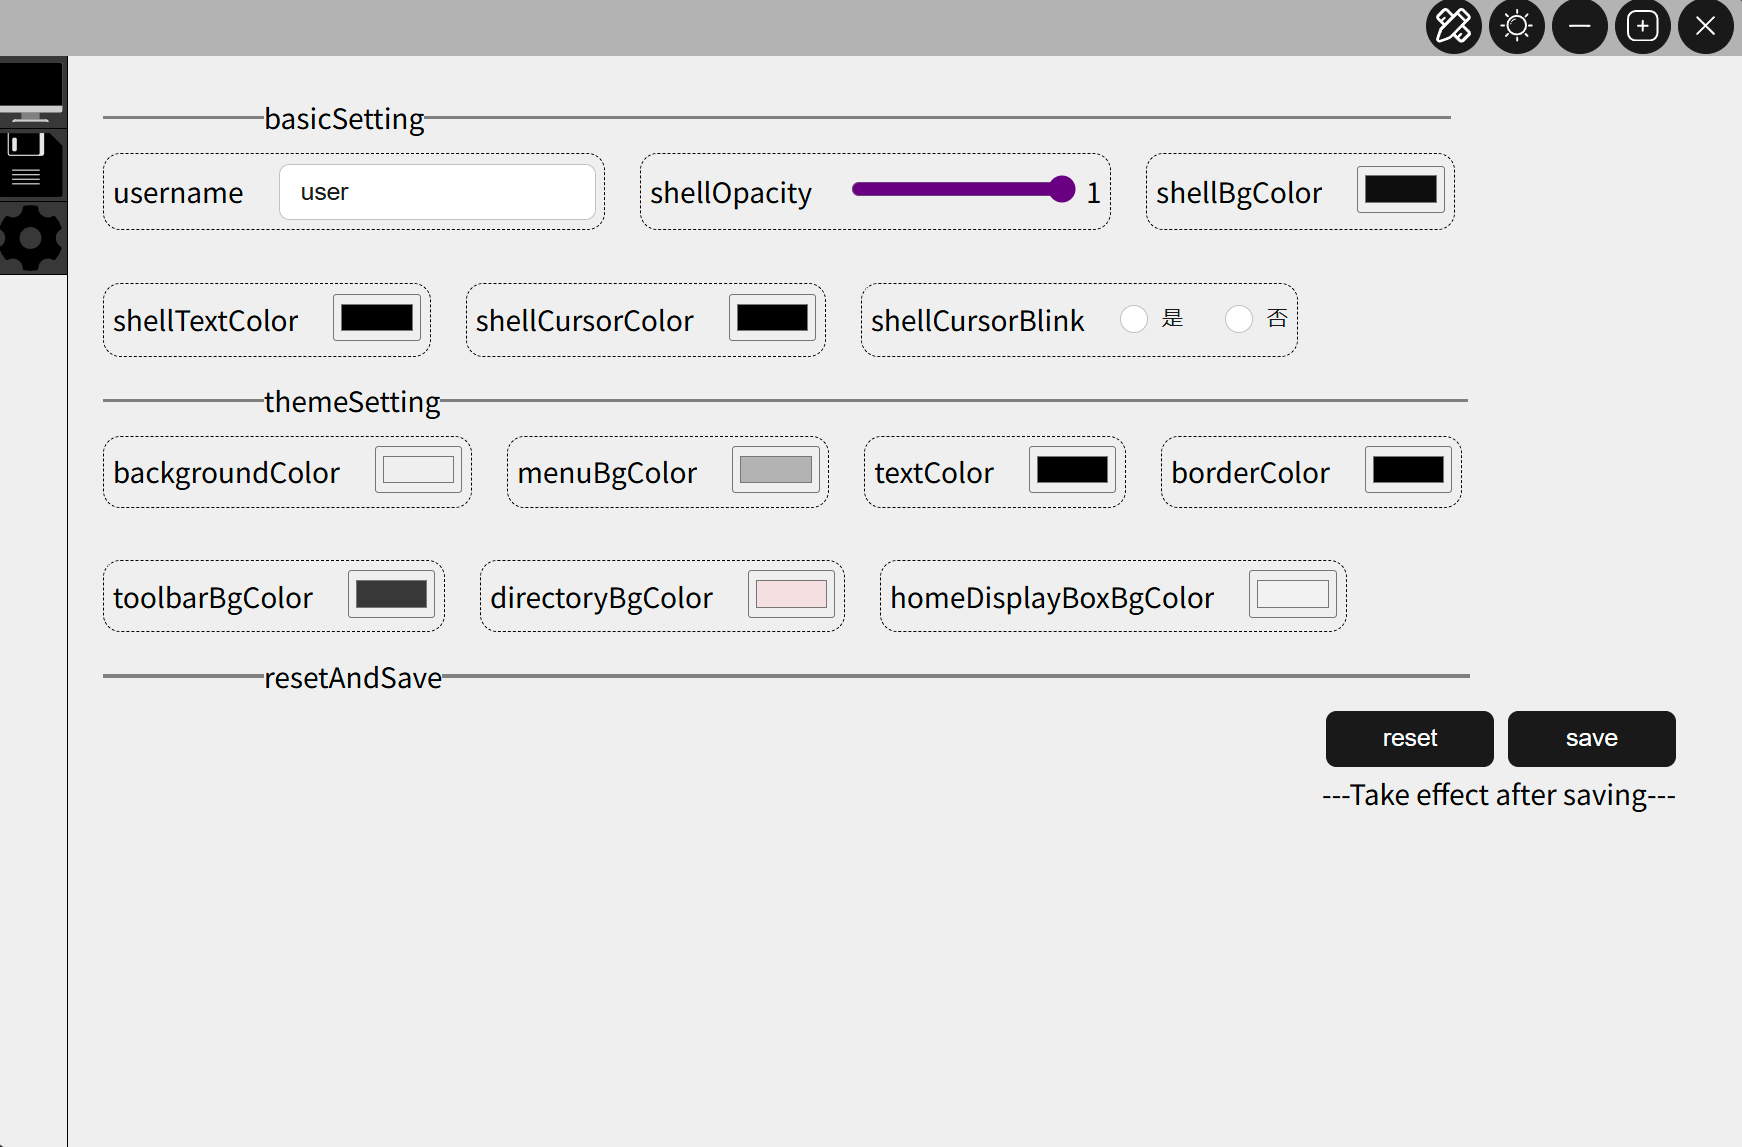 basicSetting
username user shellOpacity 1 shellBgColor
shellTextColor shellCursorColor shellCursorBlink 是 否
themeSetting
backgroundColor menuBgColor textColor borderColor
toolbarBgColor directoryBgColor homeDisplayBoxBgColor
resetAndSave
reset save
---Take effect after saving---